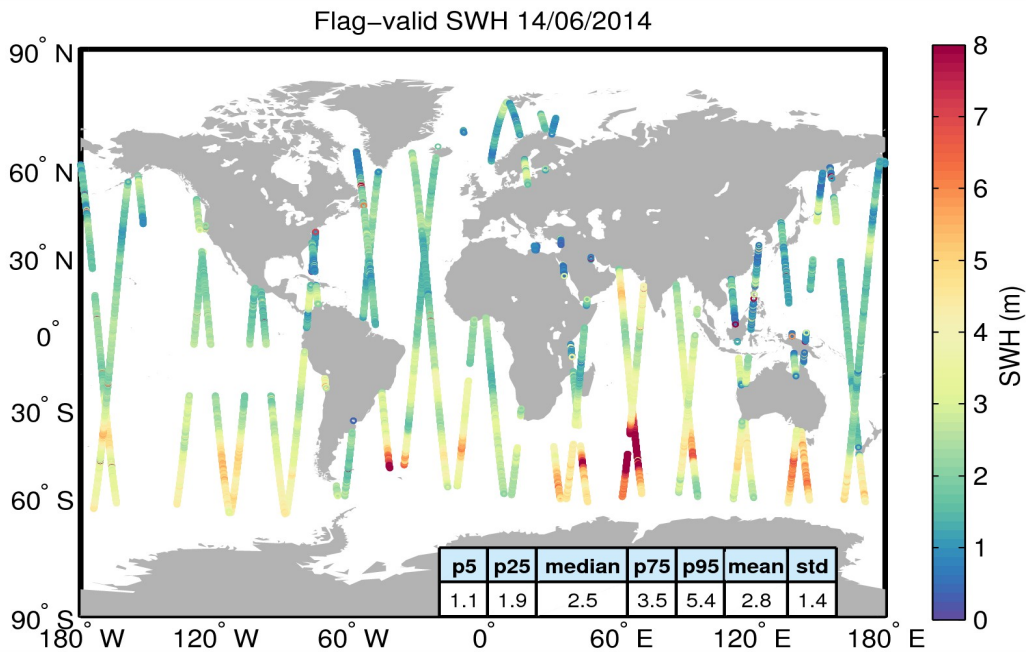 Flag−valid SWH 14/06/2014
90° N
60° N
30° N
0°
30° S
60° S
90° S
180° W
120° W
60° W
0°
60° E
120° E
180° E
p5 p25 median p75 p95 mean std
1.1 1.9 2.5 3.5 5.4 2.8 1.4
8
7
6
5
4
3
2
1
0
SWH (m)